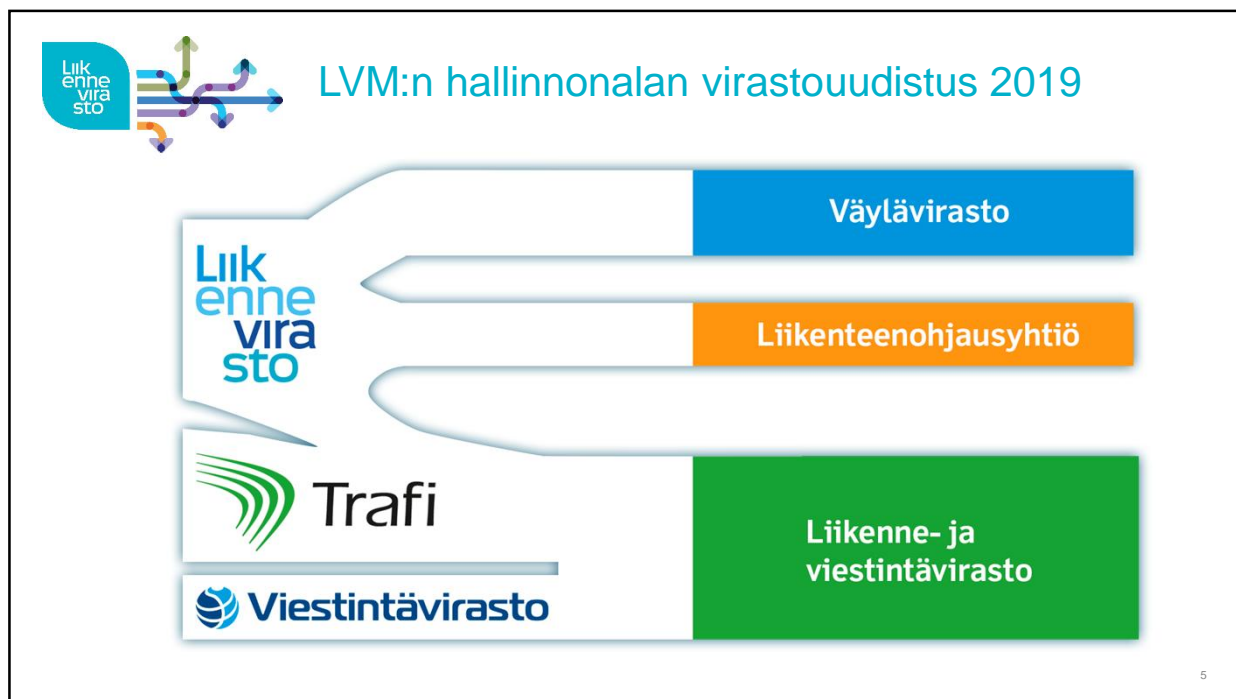 Liik
enne
vira
sto
LVM:n hallinnonalan virastouudistus 2019
Väylävirasto
Liik
enne
vira
sto
Liikenteenohjausyhtiö
Trafi
Liikenne- ja
viestintävirasto
Viestintävirasto
5